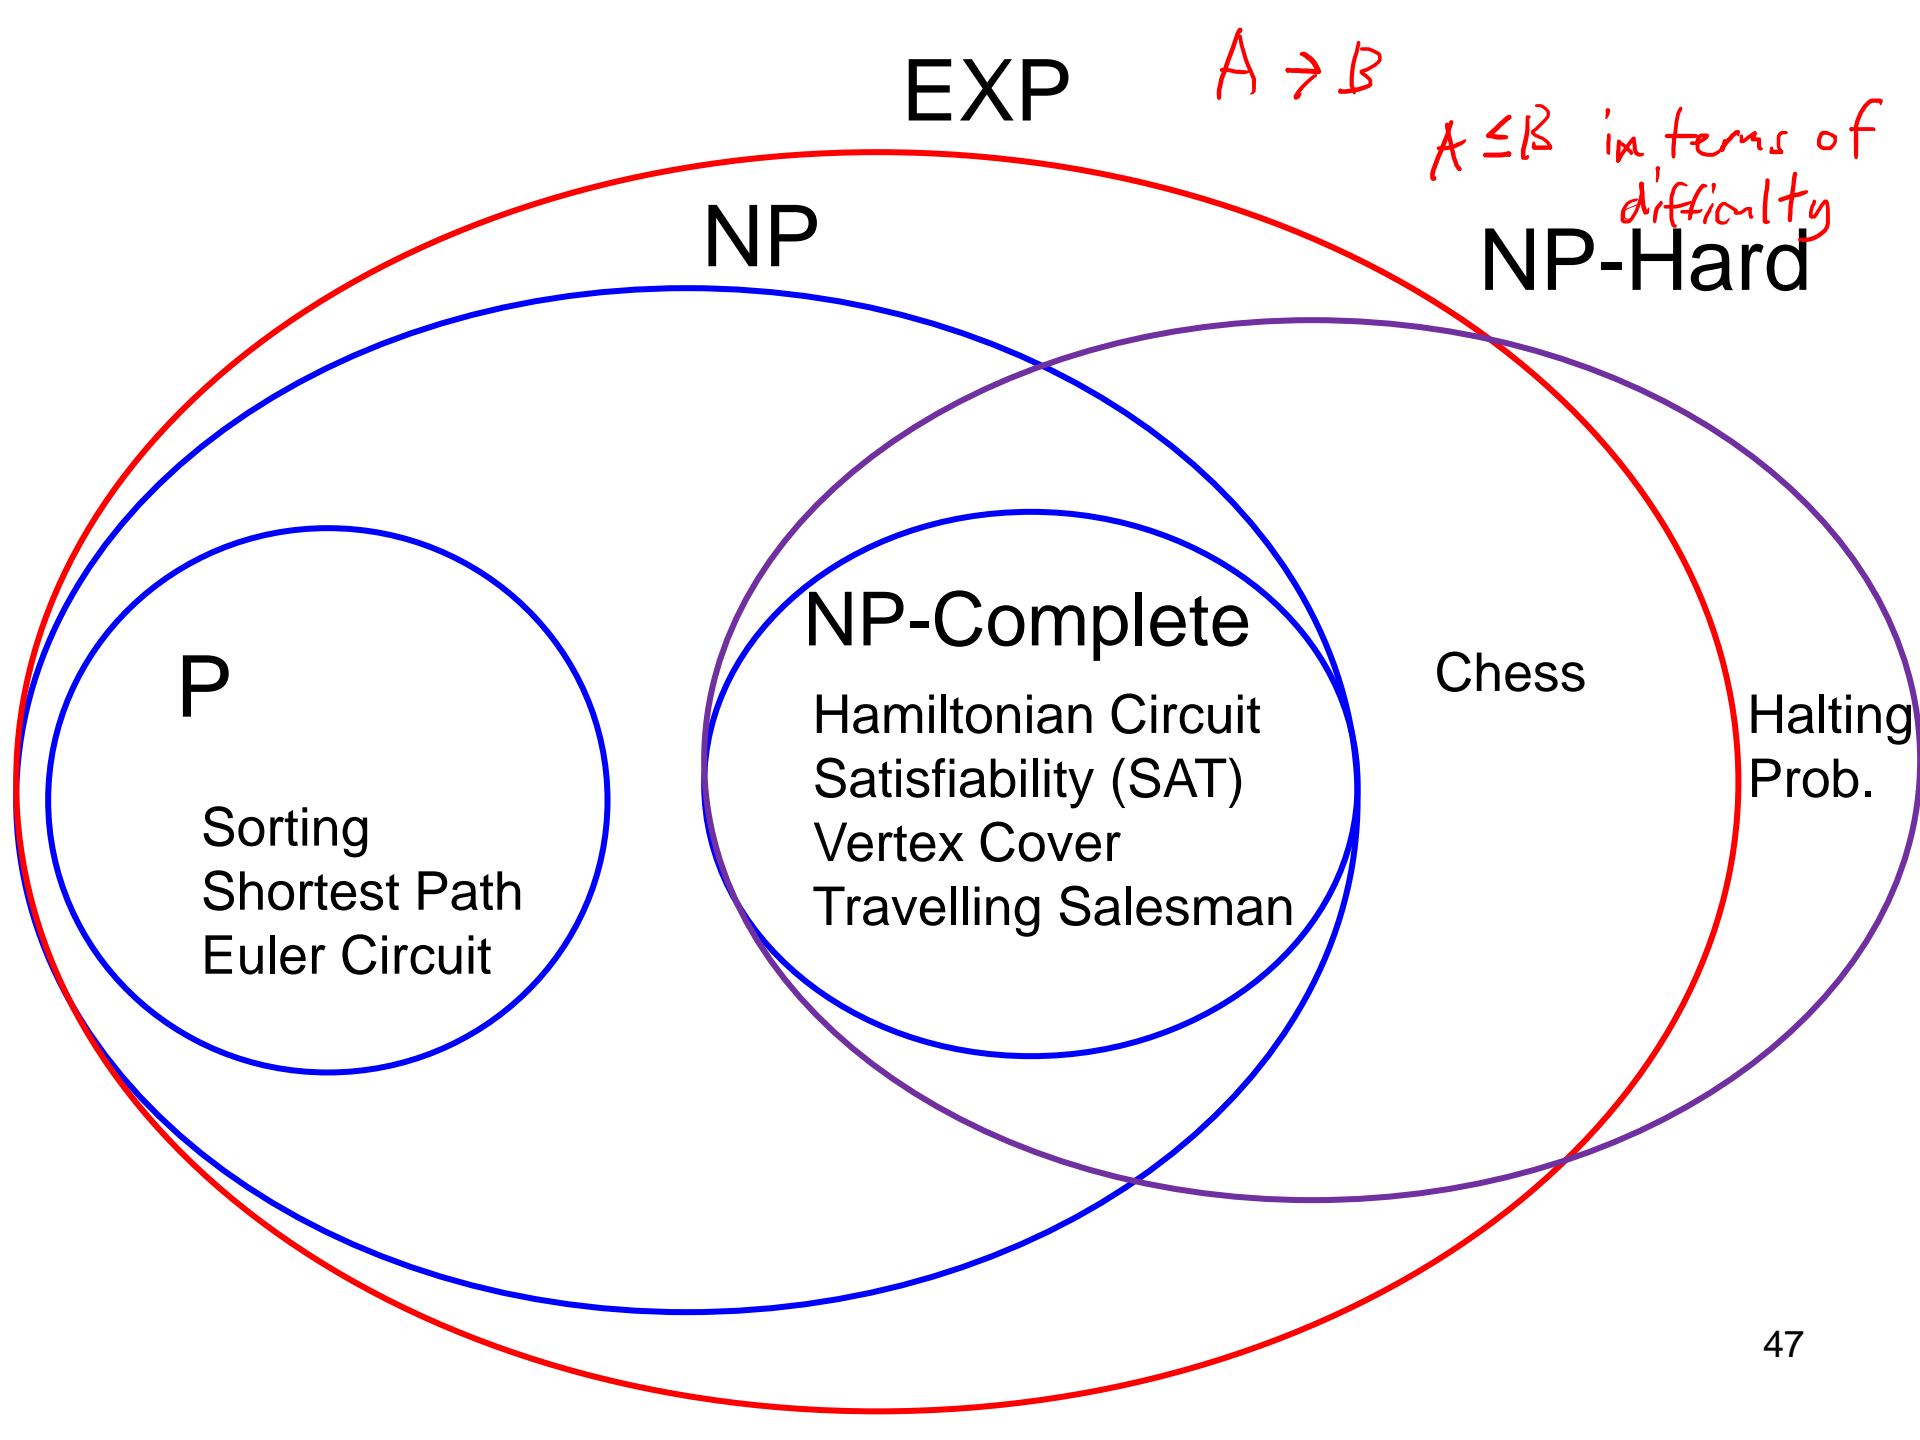 EXP
A → B
A ≤ B in terms of
difficulty
NP
NP-Hard
P
Sorting
Shortest Path
Euler Circuit
NP-Complete
Hamiltonian Circuit
Satisfiability (SAT)
Vertex Cover
Travelling Salesman
Chess
Halting
Prob.
47